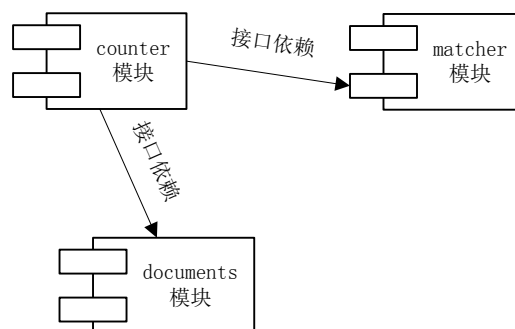 counter
模块
接口依赖
matcher
模块
接口依赖
documents
模块